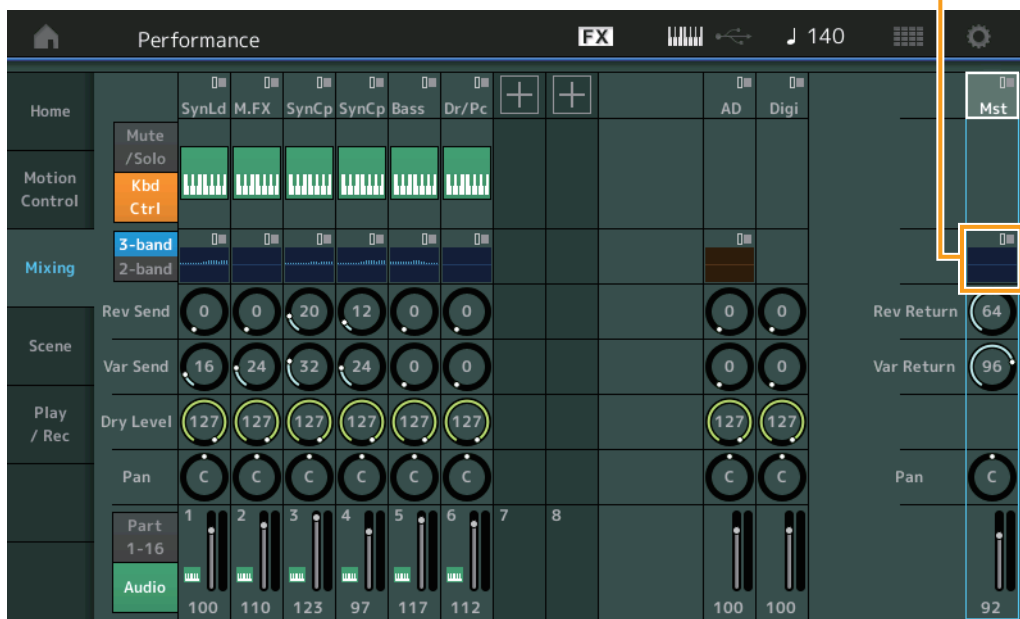 Performance FX 140
SynLd M.FX SynCp SynCp Bass Dr/Pc AD Digi Mst
Home
Mute
/Solo
Motion
Control
Kbd
Ctrl
3-band
2-band
Mixing
Rev Send 0 0 20 12 0 0 0 0 Rev Return 64
Scene
Var Send 16 24 32 24 0 0 0 0 Var Return 96
Play
/ Rec
Dry Level 127 127 127 127 127 127 127 127
Pan C C C C C C C C Pan C
1 2 3 4 5 6 7 8
Part
1-16
Audio
100 110 123 97 117 112 100 100 92